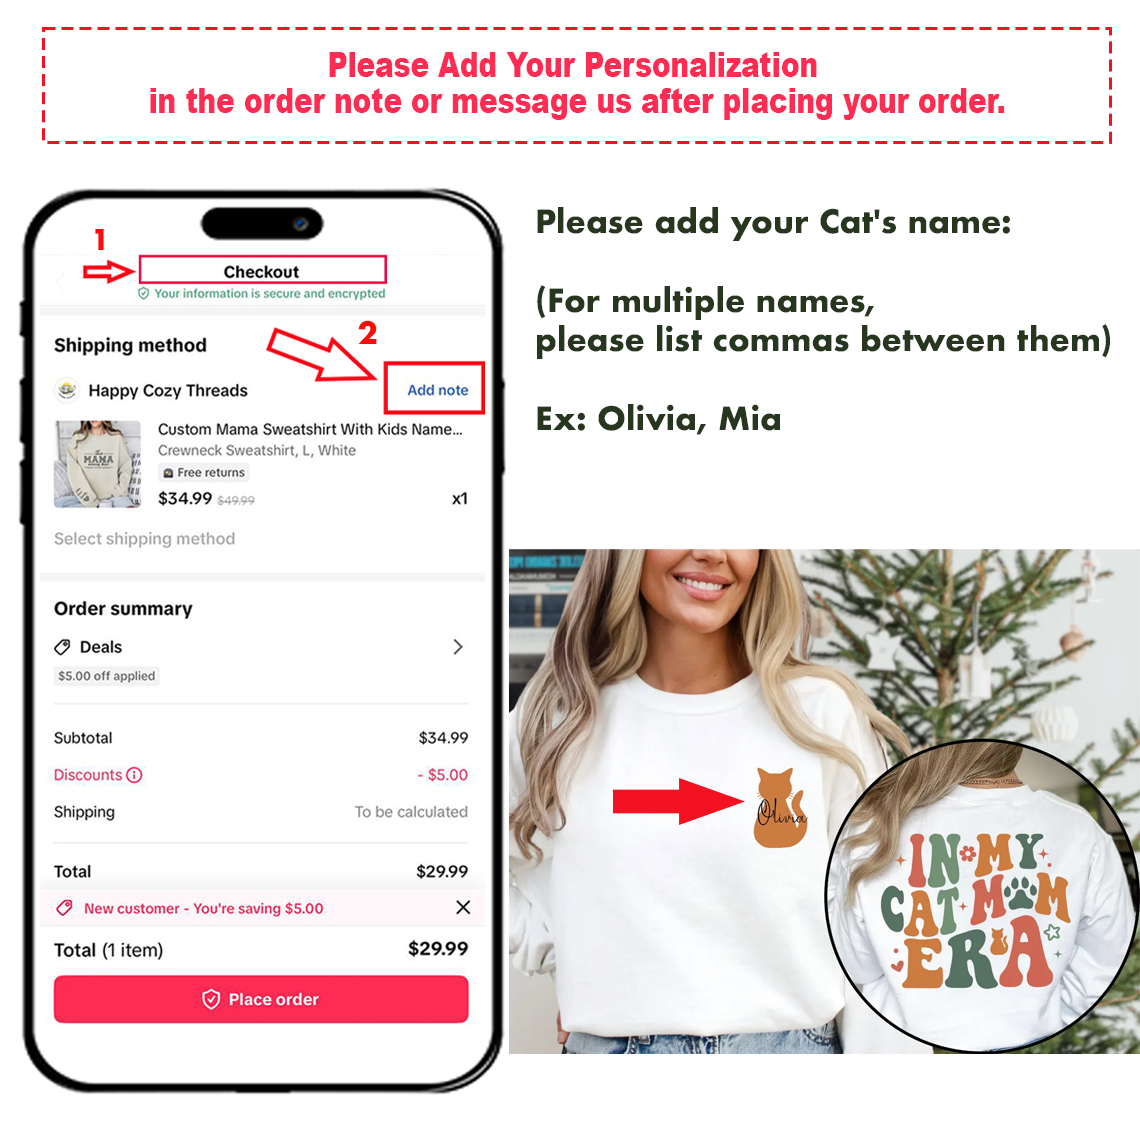 Please Add Your Personalization
in the order note or message us after placing your order.
1
Checkout
Your information is secure and encrypted
2
Shipping method
Happy Cozy Threads
Add note
Custom Mama Sweatshirt With Kids Name...
Crewneck Sweatshirt, L, White
Free returns
$34.99 $49.99
x1
MAMA
Select shipping method
Order summary
Deals
$5.00 off applied
Subtotal
$34.99
Discounts
- $5.00
Shipping
To be calculated
Total
$29.99
New customer - You're saving $5.00
Total (1 item)
$29.99
Place order
Please add your Cat's name:
(For multiple names,
please list commas between them)
Ex: Olivia, Mia
Olivia
IN MY
CAT MOM
ERA